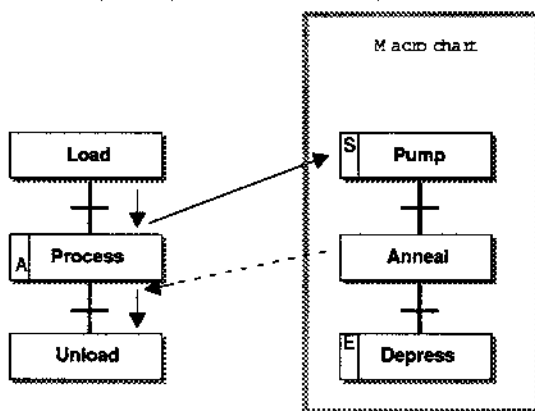 Macro chart
Load
S
Pump
A
Process
Anneal
Unload
E
Depress